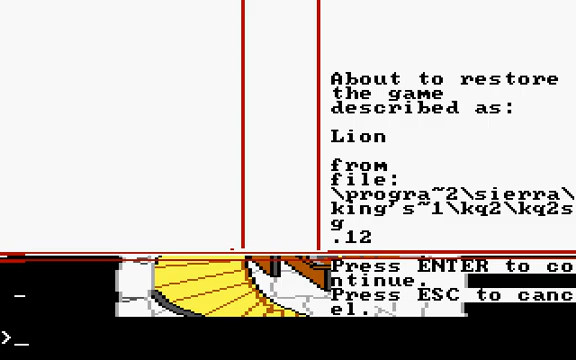 About to restore
the game
described as:
Lion
from
file:
\progra~2\sierra\
king's~1\kq2\kq2s
g
.12
Press ENTER to co
ntinue.
Press ESC to canc
el.
>_